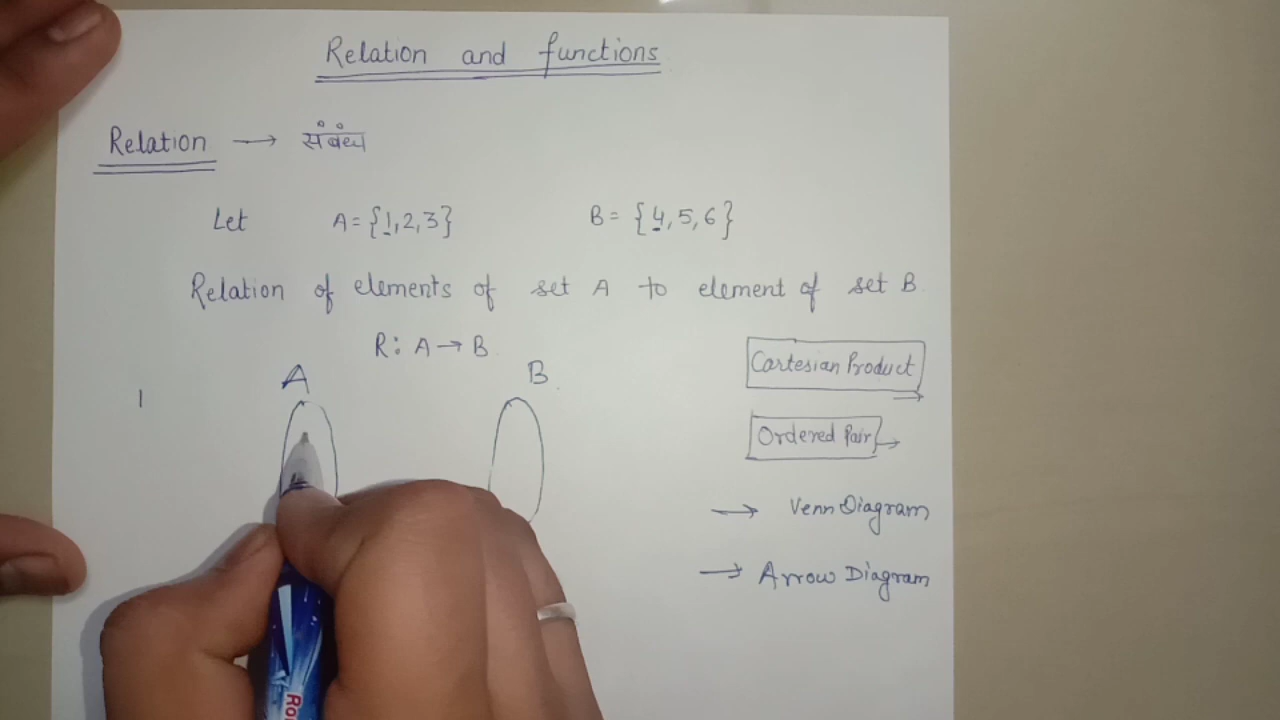 Relation and functions
Relation → संबंध
Let A = {1,2,3} B = {4,5,6}
Relation of elements of set A to element of set B.
R: A → B
A B
1
Cartesian Product →
Ordered Pair →
→ Venn Diagram
→ Arrow Diagram